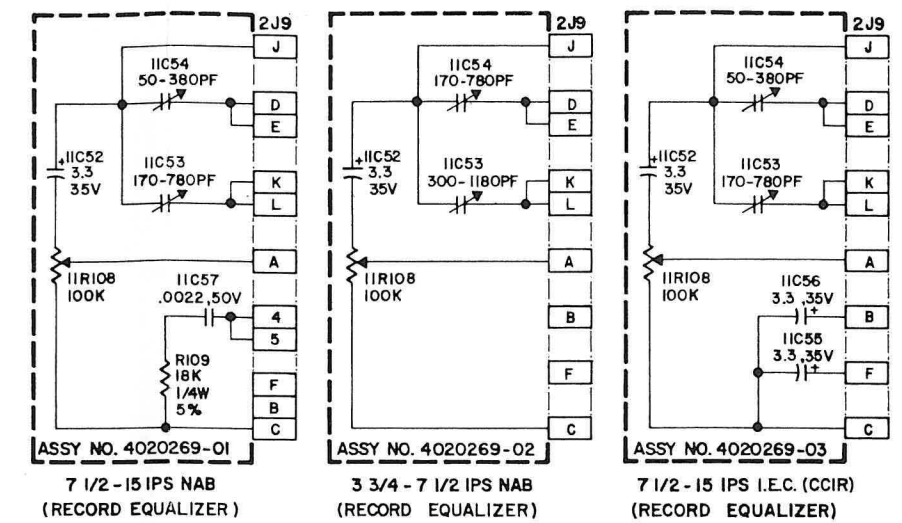 2J9
J
11C54
50-380PF
D
E
11C52
+
3.3
35V
11C53
170-780PF
K
L
A
11R108
100K
11C57
.0022,50V
4
5
R109
18K
1/4W
5%
F
B
C
ASSY NO. 4020269-01
7 1/2 - 15 IPS NAB
(RECORD EQUALIZER)
2J9
J
11C54
170-780PF
D
E
11C52
+
3.3
35V
11C53
300-1180PF
K
L
A
11R108
100K
B
F
C
ASSY NO. 4020269-02
3 3/4 - 7 1/2 IPS NAB
(RECORD EQUALIZER)
2J9
J
11C54
50-380PF
D
E
11C52
+
3.3
35V
11C53
170-780PF
K
L
A
11R108
100K
11C56
3.3 ,35V
+
B
11C55
3.3,35V
+
F
C
ASSY NO. 4020269-03
7 1/2 - 15 IPS I.E.C. (CCIR)
(RECORD EQUALIZER)